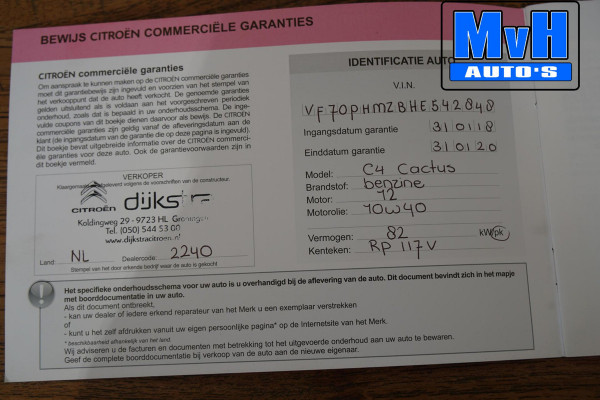 BEWIJS CITROËN COMMERCIËLE GARANTIES
MvH
AUTO'S
CITROËN commerciële garanties
Om aanspraak te kunnen maken op de CITROËN commerciële garanties
moet dit garantiebewijs zijn ingevuld en voorzien van het stempel van
het verkooppunt dat de auto heeft verkocht. De genoemde garanties
gelden uitsluitend als is voldaan aan het voorgeschreven periodiek
onderhoud, zoals dat is bepaald in uw onderhoudsschema. De inge-
vulde coupons van dit boekje dienen daarvoor als bewijs. De CITROËN
commerciële garanties zijn geldig vanaf de afleveringsdatum aan de
klant (de ingangsdatum van de garantie die op deze pagina is ingevuld).
Dit boekje bevat uitgebreide informatie over de CITROËN commerci-
ële garanties voor deze auto. Ook de garantievoorwaarden zijn in
dit boekje vermeld.
VERKOPER
volgens de voorschriften van de constructeur.
CITROËN dijkstra
Koldingweg 29 - 9723 HL Groningen
Tel. (050) 544 53 00
www.dijkstracitroen.nl
Land: NL Dealercode: 2240
Stempel van het door erkende bedrijf waar de auto is gekocht
IDENTIFICATIE AUTO
V.I.N.
VF70PHMZBHE542848
Ingangsdatum garantie 31 01 18
Einddatum garantie 31 01 20
Model: C4 Cactus
Brandstof: benzine
Motor: 12
Motorolie: 10W40
Vermogen: 82 kW/pk
Kenteken: RP 117 V
Het specifieke onderhoudsschema voor uw auto is u overhandigd bij de aflevering van de auto. Dit document bevindt zich in het mapje
met boorddocumentatie in uw auto.
Als dit document ontbreekt,
- kan uw dealer of iedere erkend reparateur van het Merk u een exemplaar verstrekken
of
- kunt u het zelf afdrukken vanuit uw eigen persoonlijke pagina* op de Internetsite van het Merk.
* beschikbaarheid afhankelijk van het land
Wij adviseren u de facturen en documenten met betrekking tot het uitgevoerde onderhoud aan uw auto te bewaren.
Geef de complete boorddocumentatie bij verkoop van de auto aan de nieuwe eigenaar.